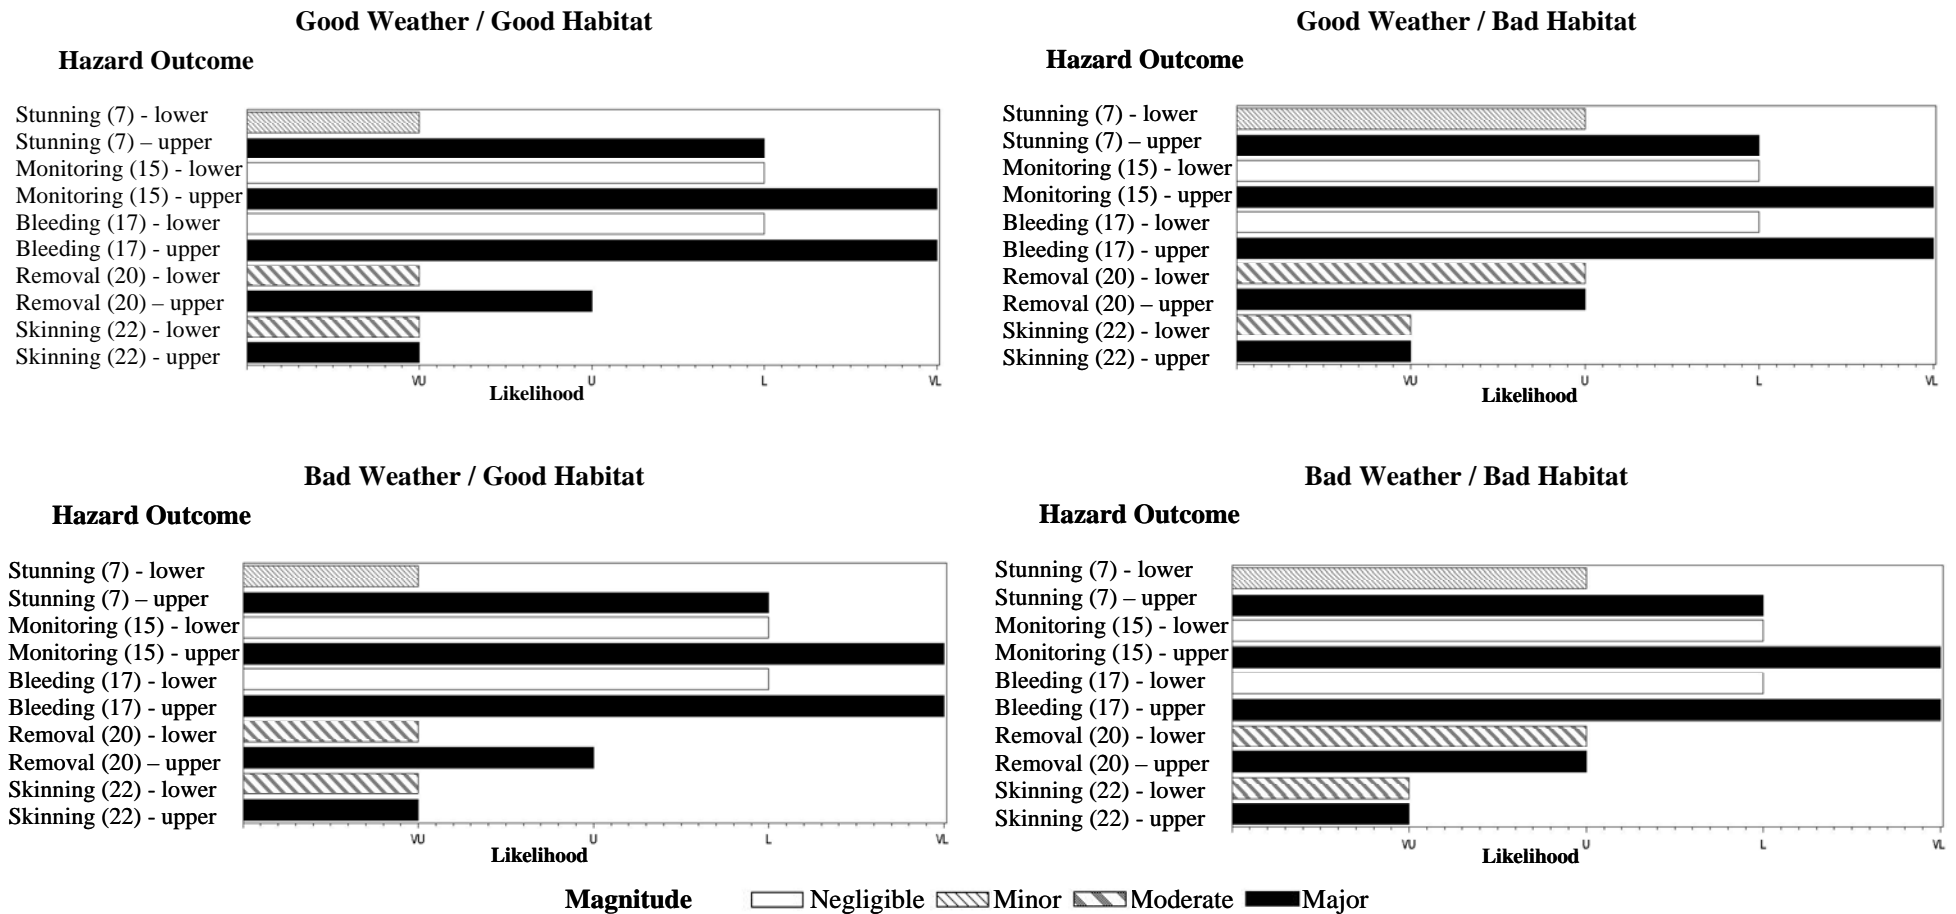 Good Weather / Good Habitat
Hazard Outcome
Stunning (7) - lower
Stunning (7) – upper
Monitoring (15) - lower
Monitoring (15) - upper
Bleeding (17) - lower
Bleeding (17) - upper
Removal (20) - lower
Removal (20) – upper
Skinning (22) - lower
Skinning (22) - upper
VU U L VL
Likelihood
Good Weather / Bad Habitat
Hazard Outcome
Stunning (7) - lower
Stunning (7) – upper
Monitoring (15) - lower
Monitoring (15) - upper
Bleeding (17) - lower
Bleeding (17) - upper
Removal (20) - lower
Removal (20) – upper
Skinning (22) - lower
Skinning (22) - upper
VU U L VL
Likelihood
Bad Weather / Good Habitat
Hazard Outcome
Stunning (7) - lower
Stunning (7) – upper
Monitoring (15) - lower
Monitoring (15) - upper
Bleeding (17) - lower
Bleeding (17) - upper
Removal (20) - lower
Removal (20) – upper
Skinning (22) - lower
Skinning (22) - upper
VU U L VL
Likelihood
Bad Weather / Bad Habitat
Hazard Outcome
Stunning (7) - lower
Stunning (7) – upper
Monitoring (15) - lower
Monitoring (15) - upper
Bleeding (17) - lower
Bleeding (17) - upper
Removal (20) - lower
Removal (20) – upper
Skinning (22) - lower
Skinning (22) - upper
VU U L VL
Likelihood
Magnitude Negligible Minor Moderate Major